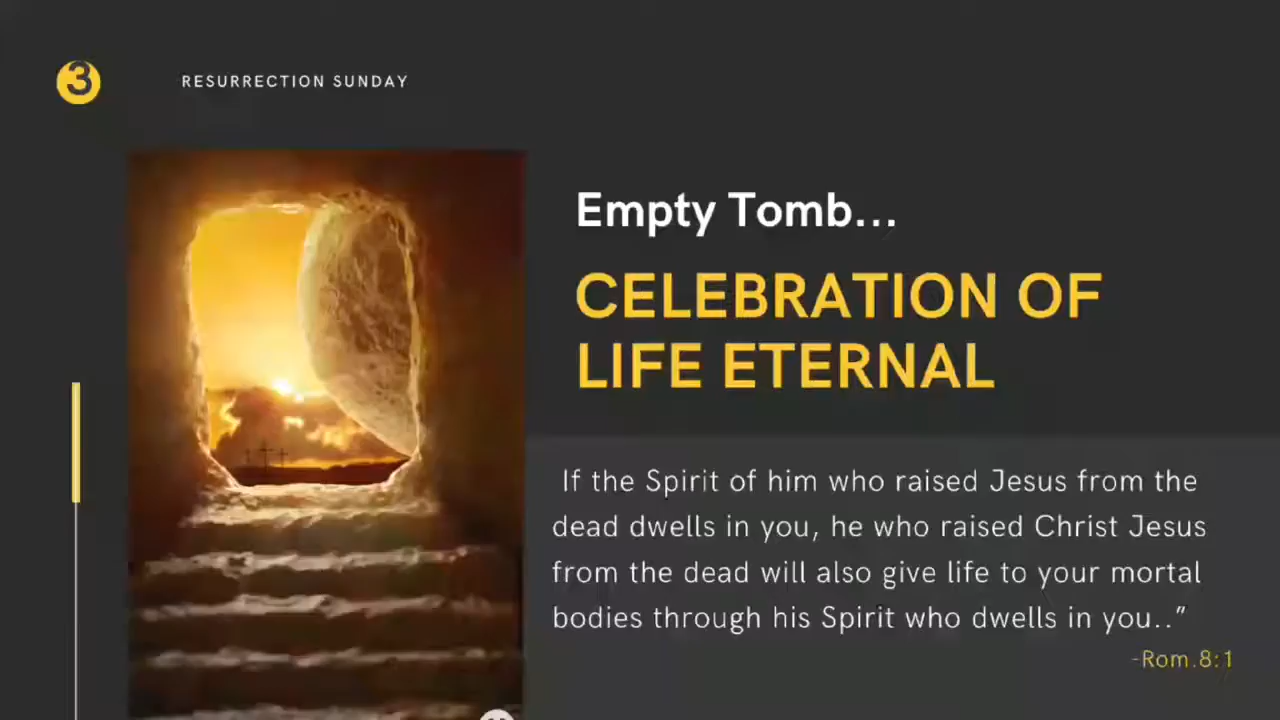 3
RESURRECTION SUNDAY
Empty Tomb...
CELEBRATION OF
LIFE ETERNAL
If the Spirit of him who raised Jesus from the
dead dwells in you, he who raised Christ Jesus
from the dead will also give life to your mortal
bodies through his Spirit who dwells in you..”
-Rom.8:1